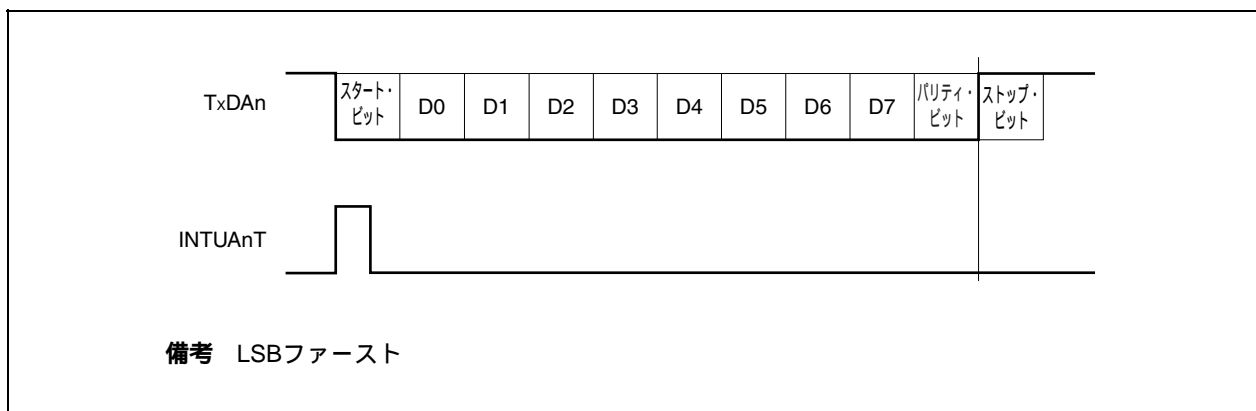 TxDAn
スタート・
ビット
D0
D1
D2
D3
D4
D5
D6
D7
パリティ・
ビット
ストップ・
ビット
INTUAnT
備考 LSBファースト